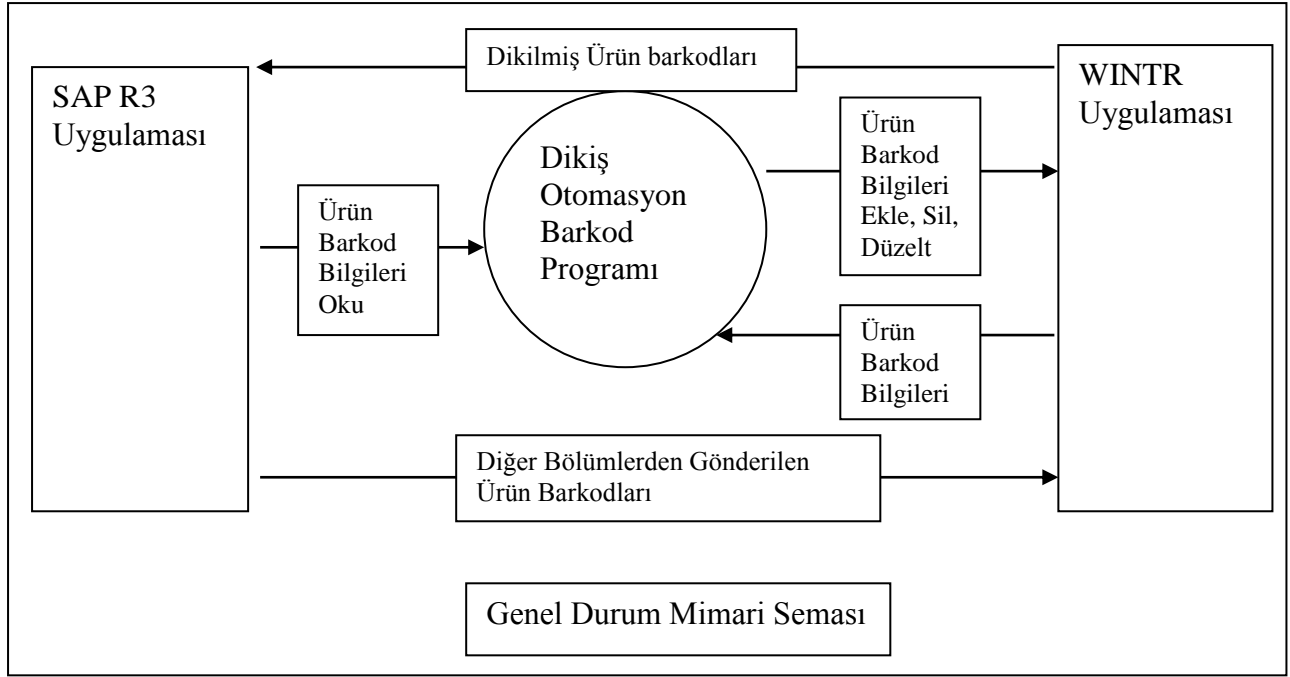 Dikilmiş Ürün barkodları
SAP R3
Uygulaması
WINTR
Uygulaması
Ürün
Barkod
Bilgileri
Oku
Dikiş
Otomasyon
Barkod
Programı
Ürün
Barkod
Bilgileri
Ekle, Sil,
Düzelt
Ürün
Barkod
Bilgileri
Diğer Bölümlerden Gönderilen
Ürün Barkodları
Genel Durum Mimari Seması